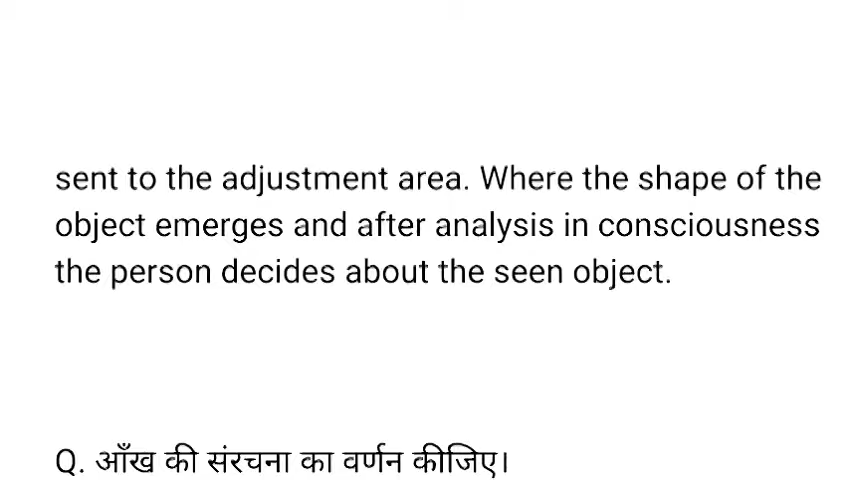 sent to the adjustment area. Where the shape of the
object emerges and after analysis in consciousness
the person decides about the seen object.
Q. आँख की संरचना का वर्णन कीजिए।